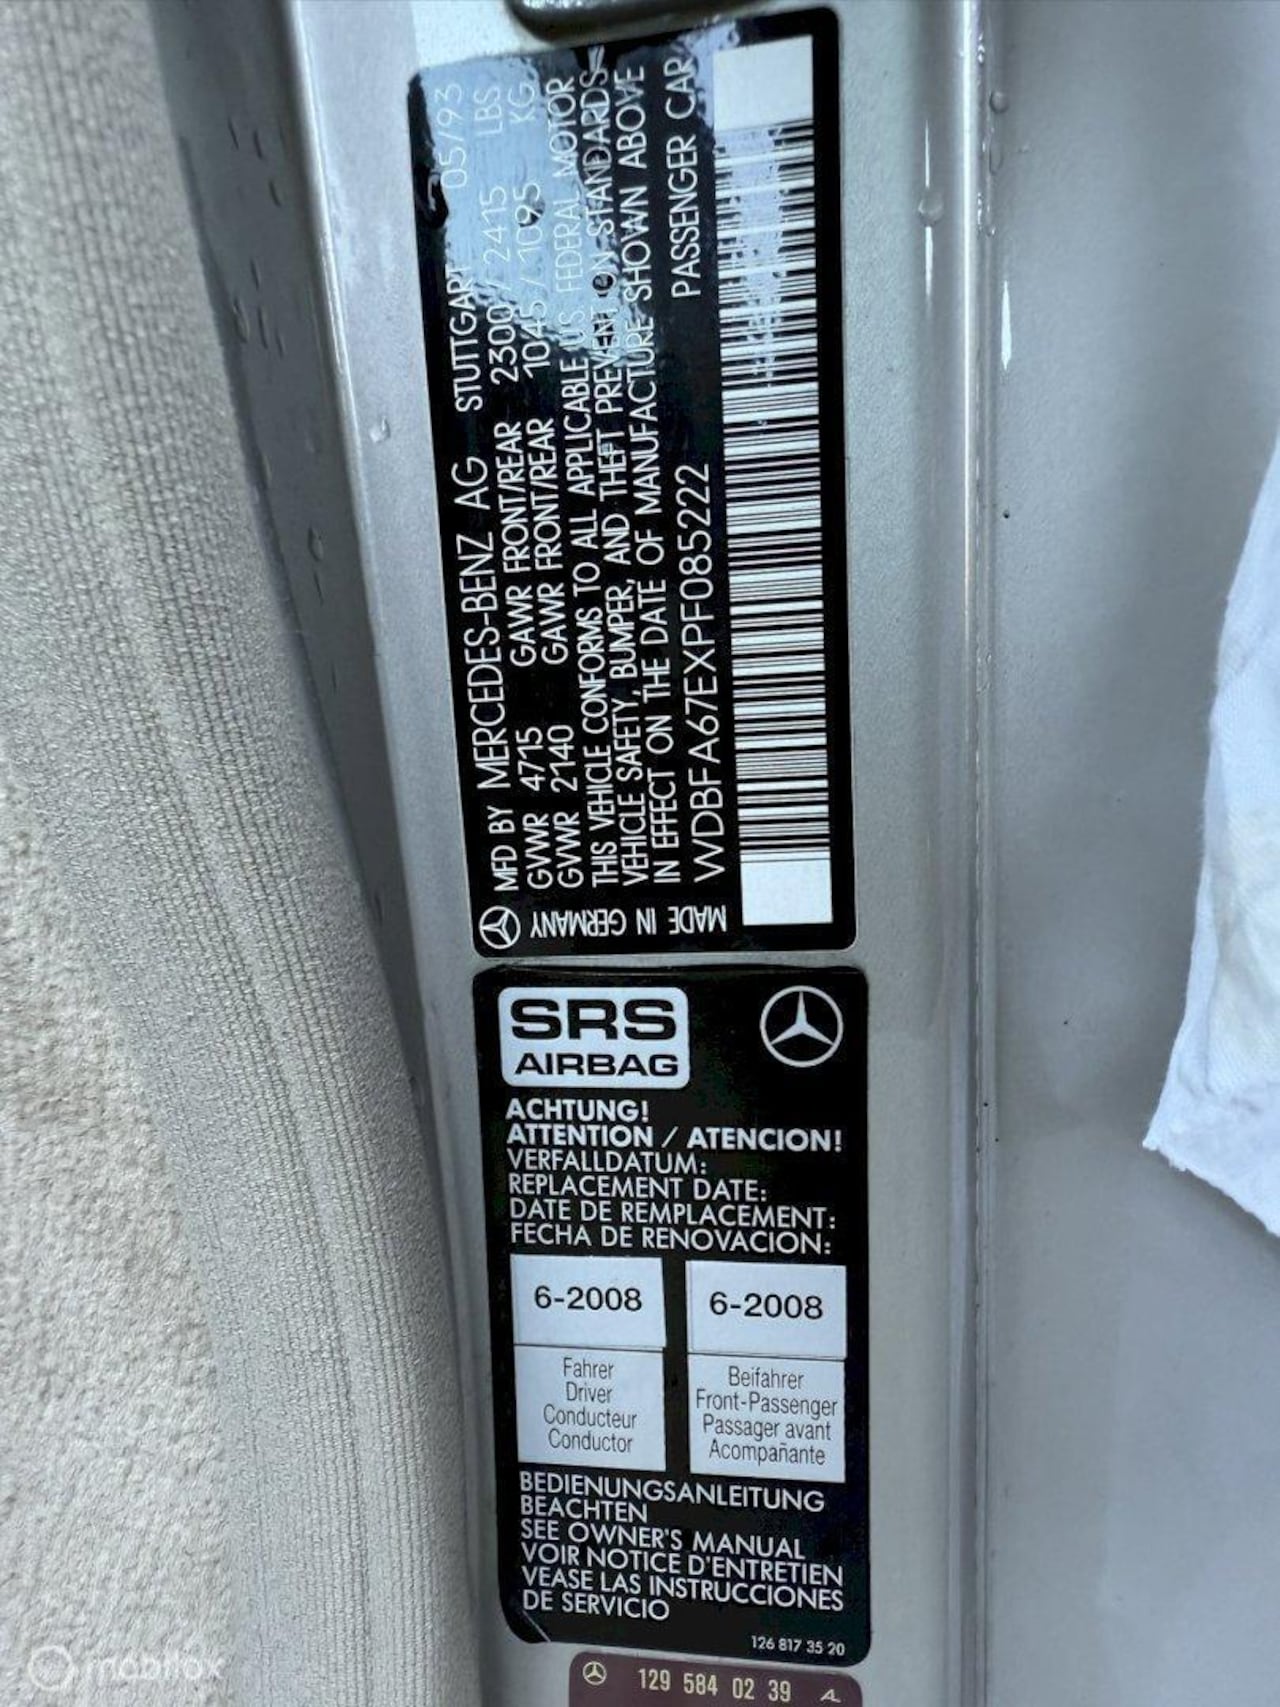 MFD BY MERCEDES-BENZ AG STUTTGART 05/93
GVWR 4715 GAWR FRONT/REAR 2300 / 2415 LBS
GVWR 2140 GAWR FRONT/REAR 1045 / 1095 KG
THIS VEHICLE CONFORMS TO ALL APPLICABLE U.S. FEDERAL MOTOR
VEHICLE SAFETY, BUMPER, AND THEFT PREVENTION STANDARDS
IN EFFECT ON THE DATE OF MANUFACTURE SHOWN ABOVE
WDBFA67EXPF085222 PASSENGER CAR
MADE IN GERMANY
SRS
AIRBAG
ACHTUNG!
ATTENTION / ATENCION!
VERFALLDATUM:
REPLACEMENT DATE:
DATE DE REMPLACEMENT:
FECHA DE RENOVACION:
6-2008 6-2008
Fahrer
Driver
Conducteur
Conductor
Beifahrer
Front-Passenger
Passager avant
Acompañante
BEDIENUNGSANLEITUNG
BEACHTEN
SEE OWNER'S MANUAL
VOIR NOTICE D'ENTRETIEN
VEASE LAS INSTRUCCIONES
DE SERVICIO
126 817 35 20
129 584 02 39
mobilox